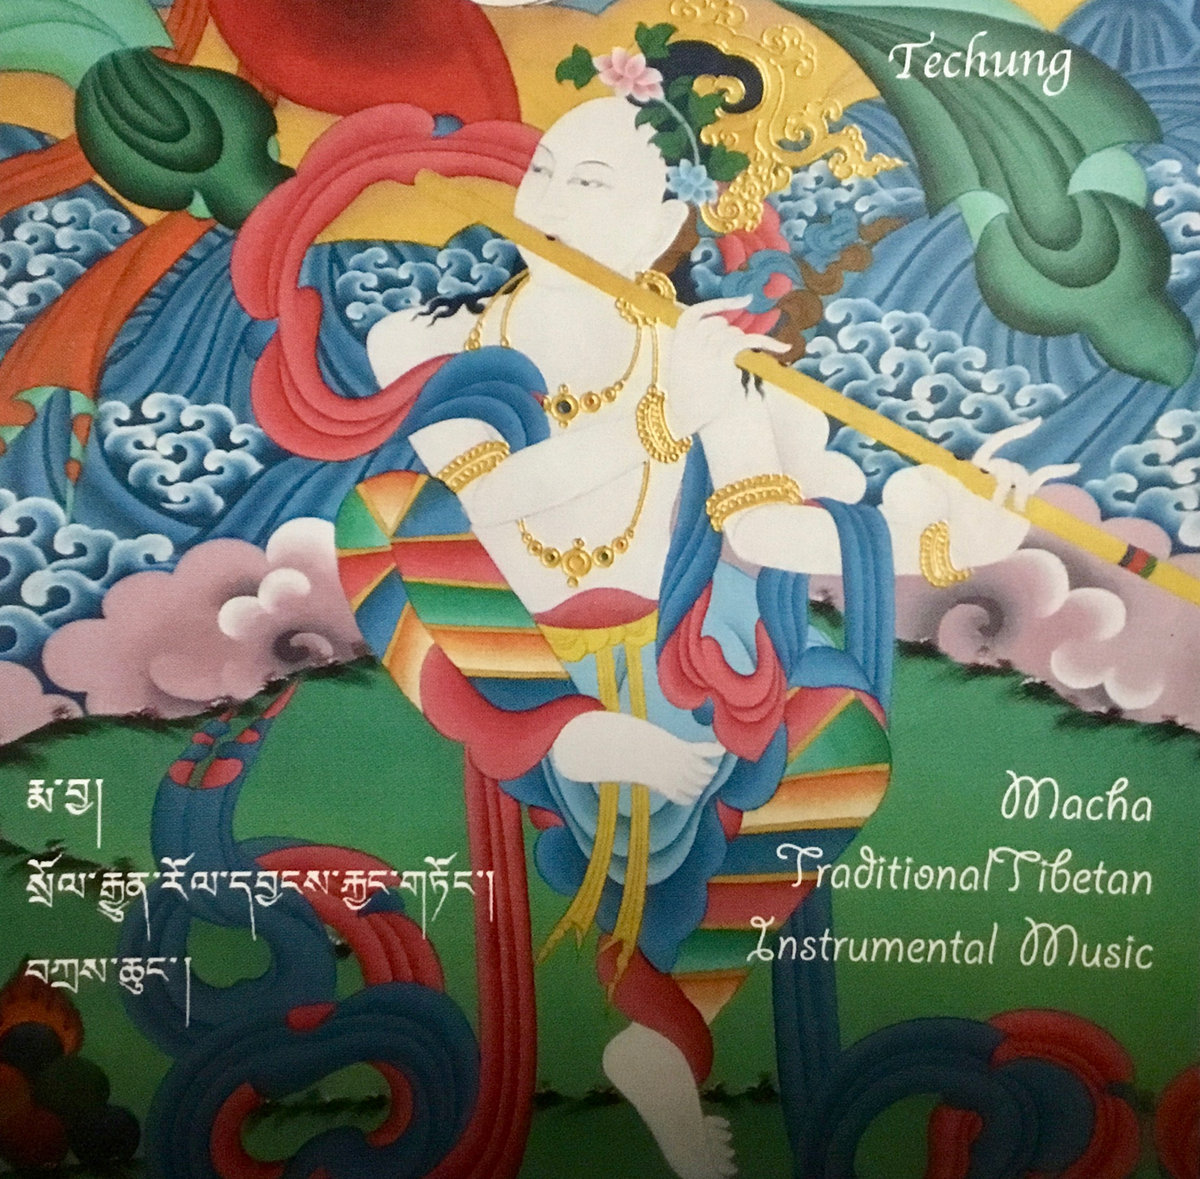 Techung
རྨ་བྱ།
སྲོལ་རྒྱུན་རོལ་དབྱངས་རྐྱང་གཏོང་།
བཀྲས་ཆུང་།
Macha
Traditional Tibetan
Instrumental Music